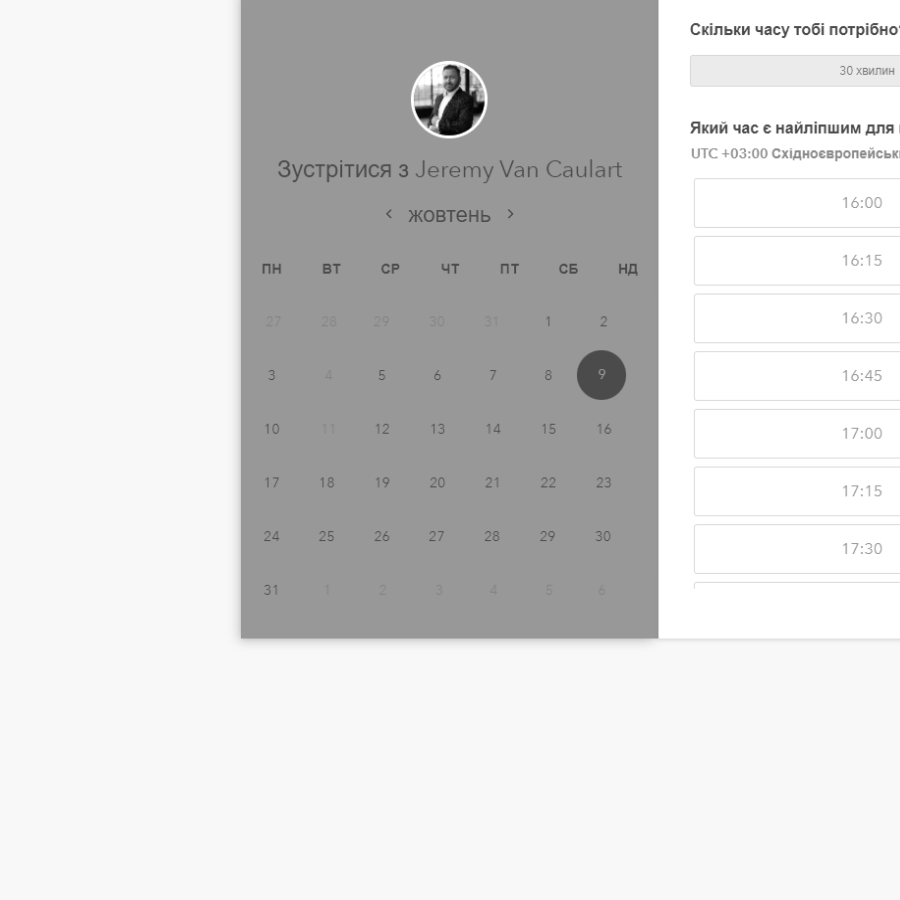 Зустрітися з Jeremy Van Caulart
‹ жовтень ›
ПН ВТ СР ЧТ ПТ СБ НД
27 28 29 30 31 1 2
3 4 5 6 7 8 9
10 11 12 13 14 15 16
17 18 19 20 21 22 23
24 25 26 27 28 29 30
31 1 2 3 4 5 6
Скільки часу тобі потрібно?
30 хвилин
Який час є найліпшим для
UTC +03:00
16:00
16:15
16:30
16:45
17:00
17:15
17:30